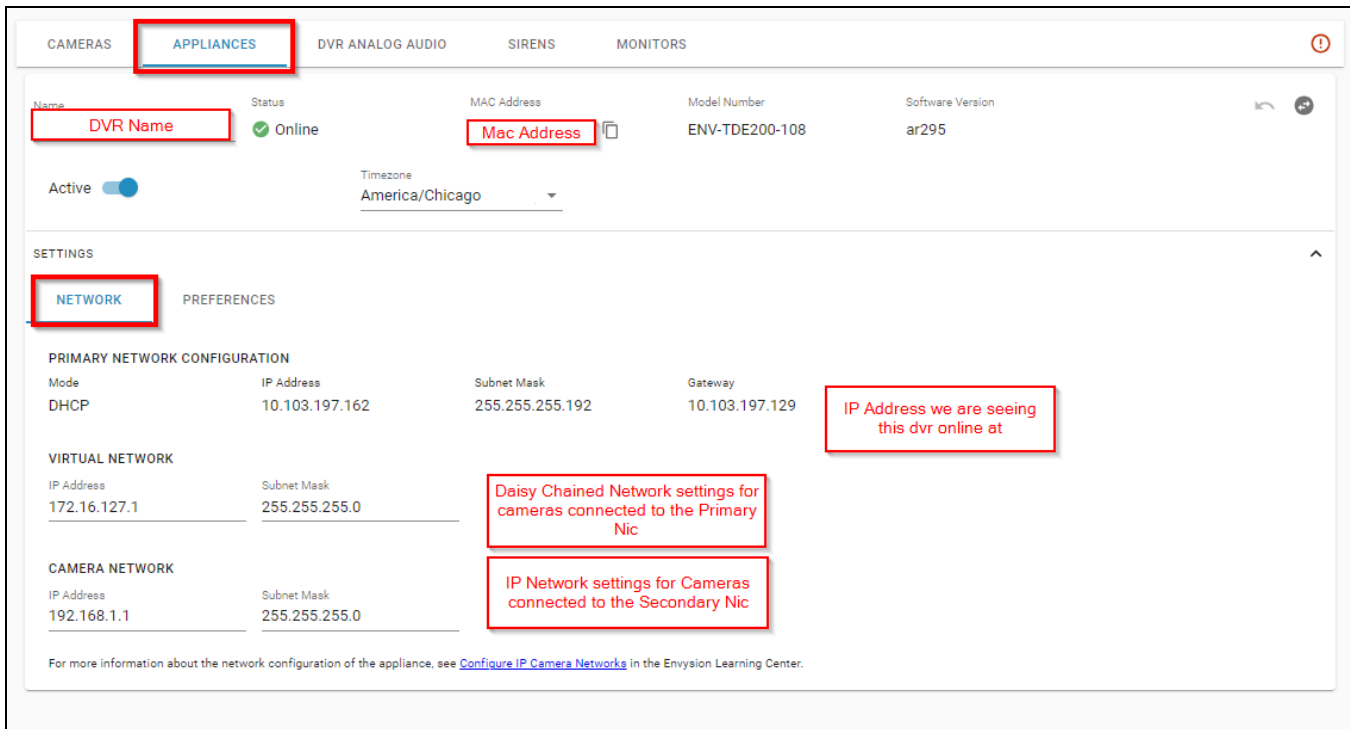 CAMERAS APPLIANCES DVR ANALOG AUDIO SIRENS MONITORS
Name Status MAC Address Model Number Software Version
DVR Name Online Mac Address ENV-TDE200-108 ar295
Timezone
Active America/Chicago
SETTINGS
NETWORK PREFERENCES
PRIMARY NETWORK CONFIGURATION
Mode IP Address Subnet Mask Gateway
DHCP 10.103.197.162 255.255.255.192 10.103.197.129
IP Address we are seeing
this dvr online at
VIRTUAL NETWORK
IP Address Subnet Mask
172.16.127.1 255.255.255.0
Daisy Chained Network settings for
cameras connected to the Primary
Nic
CAMERA NETWORK
IP Address Subnet Mask
192.168.1.1 255.255.255.0
IP Network settings for Cameras
connected to the Secondary Nic
For more information about the network configuration of the appliance, see Configure IP Camera Networks in the Envysion Learning Center.